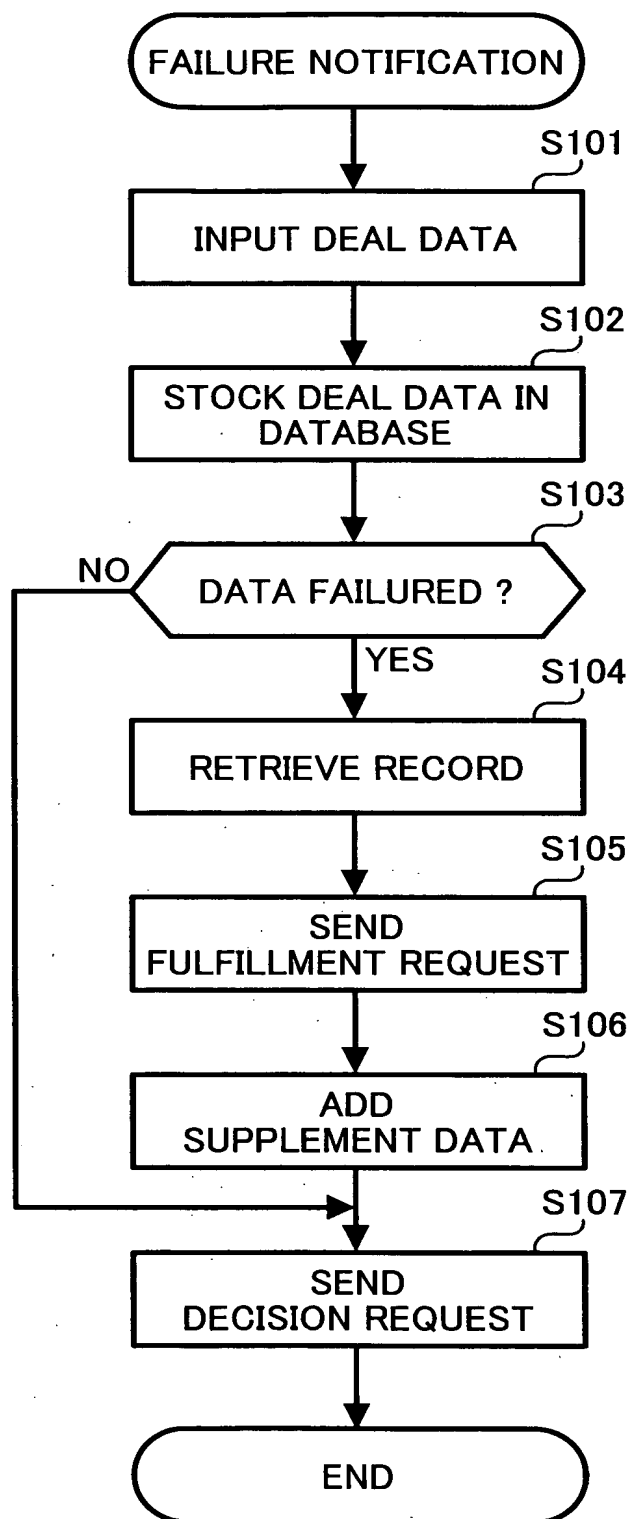 FAILURE NOTIFICATION
S101
INPUT DEAL DATA
S102
STOCK DEAL DATA IN
DATABASE
S103
NO
DATA FAILURED ?
YES
S104
RETRIEVE RECORD
S105
SEND
FULFILLMENT REQUEST
S106
ADD
SUPPLEMENT DATA
S107
SEND
DECISION REQUEST
END